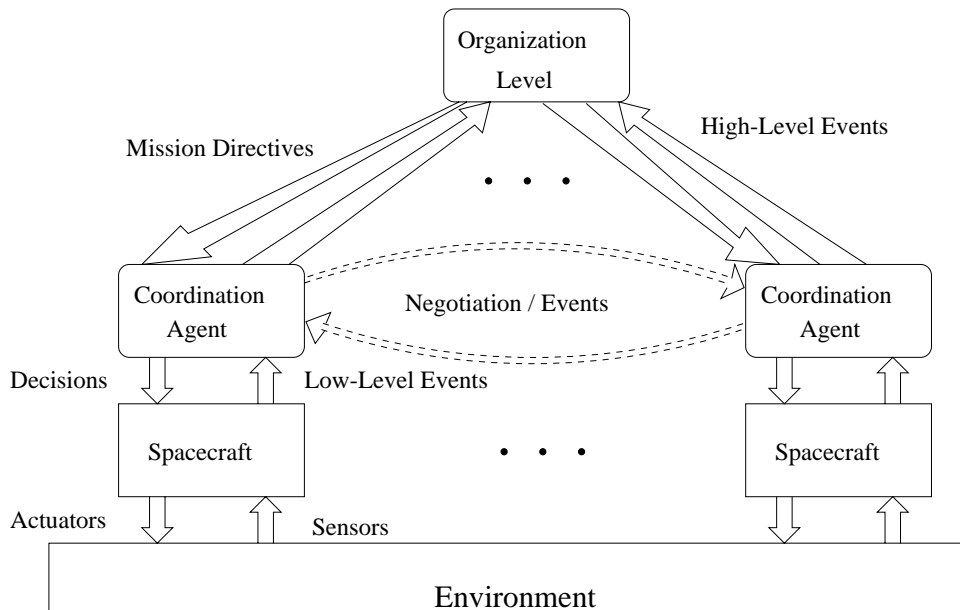 Organization
Level
High-Level Events
Mission Directives
Coordination
Agent
Negotiation / Events
Coordination
Agent
Decisions
Low-Level Events
Spacecraft
Spacecraft
Actuators
Sensors
Environment